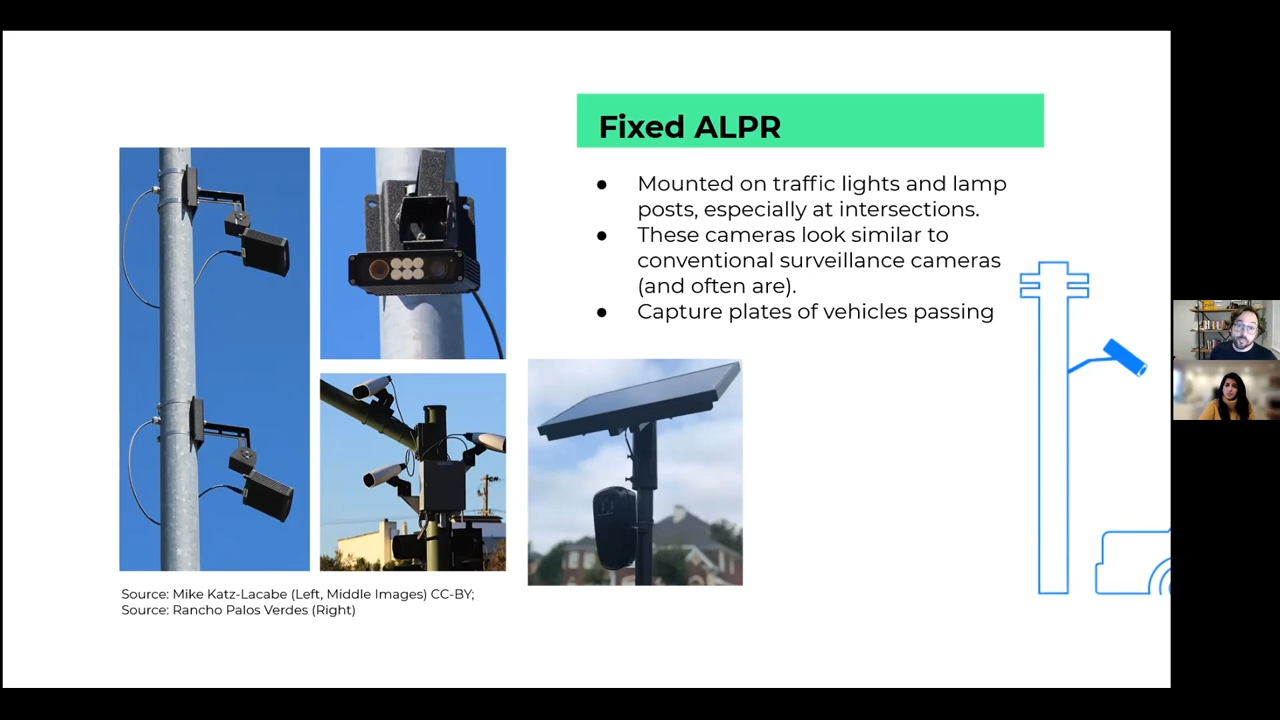 Fixed ALPR
● Mounted on traffic lights and lamp
posts, especially at intersections.
● These cameras look similar to
conventional surveillance cameras
(and often are).
● Capture plates of vehicles passing
Source: Mike Katz-Lacabe (Left, Middle Images) CC-BY;
Source: Rancho Palos Verdes (Right)